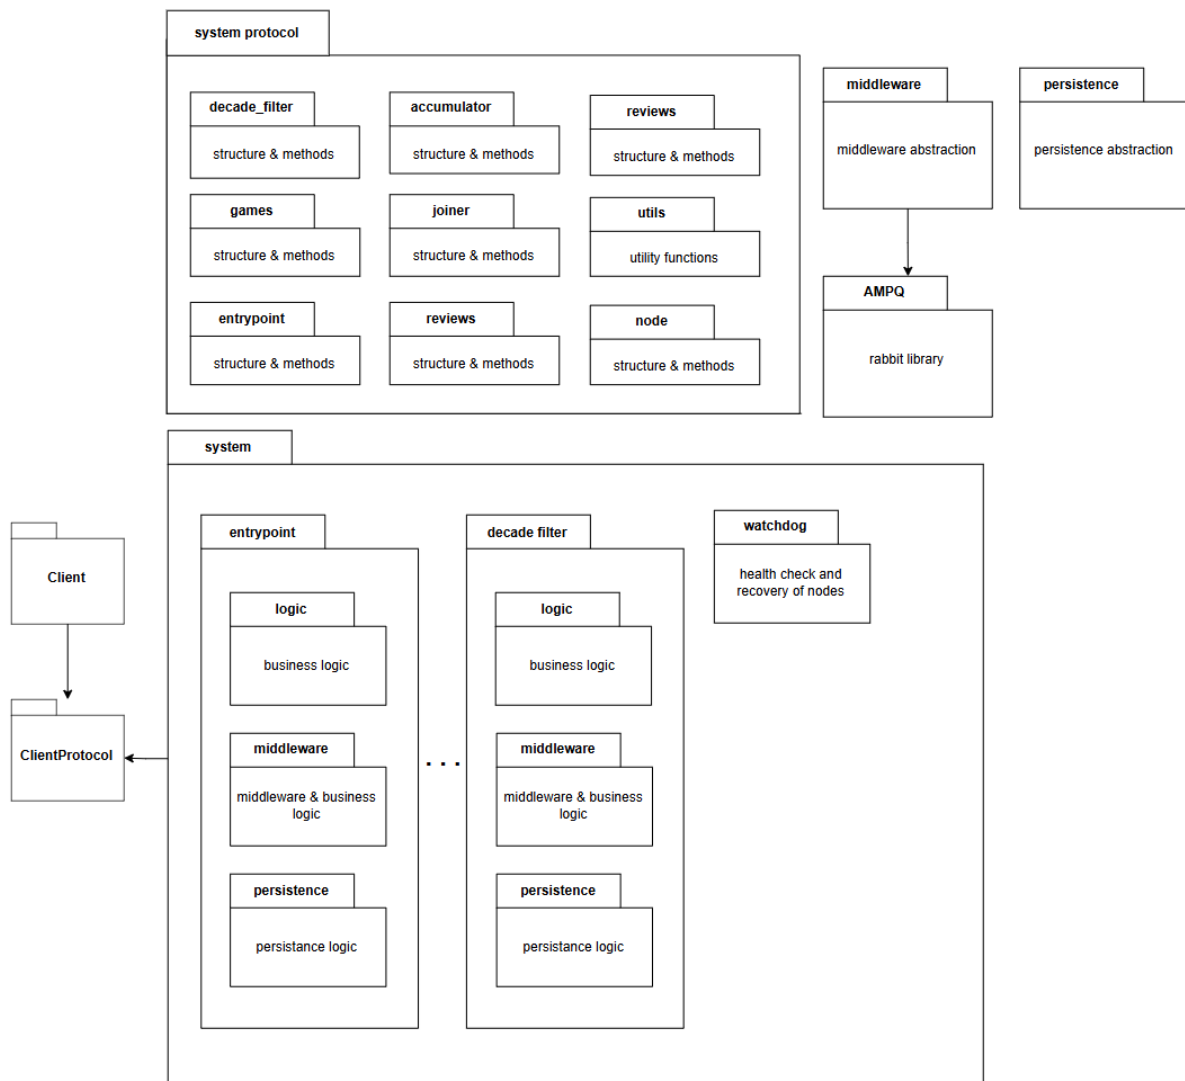 system protocol
decade_filter
structure & methods
accumulator
structure & methods
reviews
structure & methods
games
structure & methods
joiner
structure & methods
utils
utility functions
entrypoint
structure & methods
reviews
structure & methods
node
structure & methods
middleware
middleware abstraction
persistence
persistence abstraction
AMPQ
rabbit library
Client
ClientProtocol
system
entrypoint
logic
business logic
middleware
middleware & business
logic
persistence
persistance logic
. . .
decade filter
logic
business logic
middleware
middleware & business
logic
persistence
persistance logic
watchdog
health check and
recovery of nodes